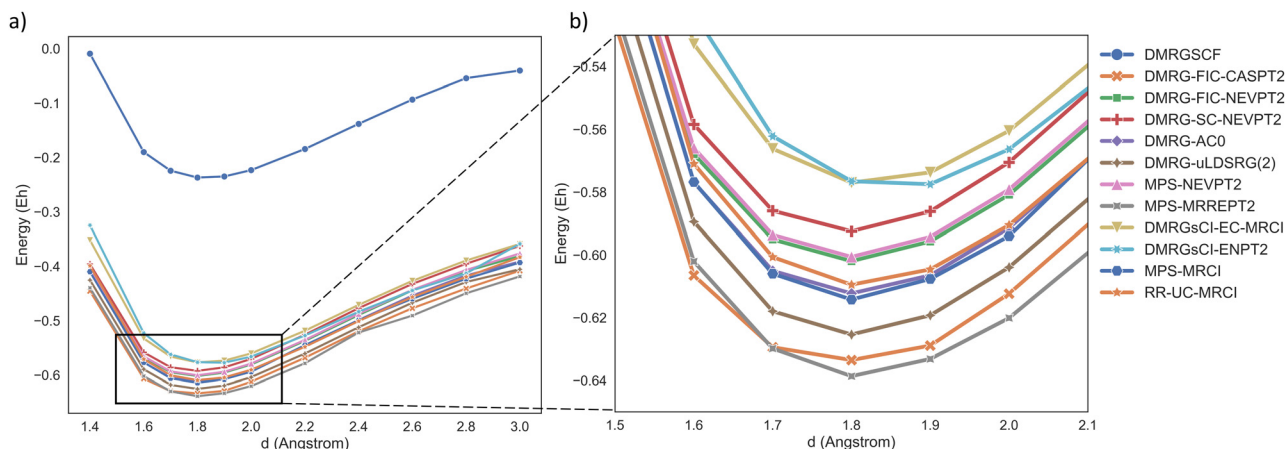 a)
Energy (Eh)
0.0
−0.1
−0.2
−0.3
−0.4
−0.5
−0.6
1.4 1.6 1.8 2.0 2.2 2.4 2.6 2.8 3.0
d (Angstrom)
b)
Energy (Eh)
−0.54
−0.56
−0.58
−0.60
−0.62
−0.64
1.5 1.6 1.7 1.8 1.9 2.0 2.1
d (Angstrom)
DMRGSCF
DMRG-FIC-CASPT2
DMRG-FIC-NEVPT2
DMRG-SC-NEVPT2
DMRG-AC0
DMRG-uLDSRG(2)
MPS-NEVPT2
MPS-MRREPT2
DMRGsCI-EC-MRCI
DMRGsCI-ENPT2
MPS-MRCI
RR-UC-MRCI